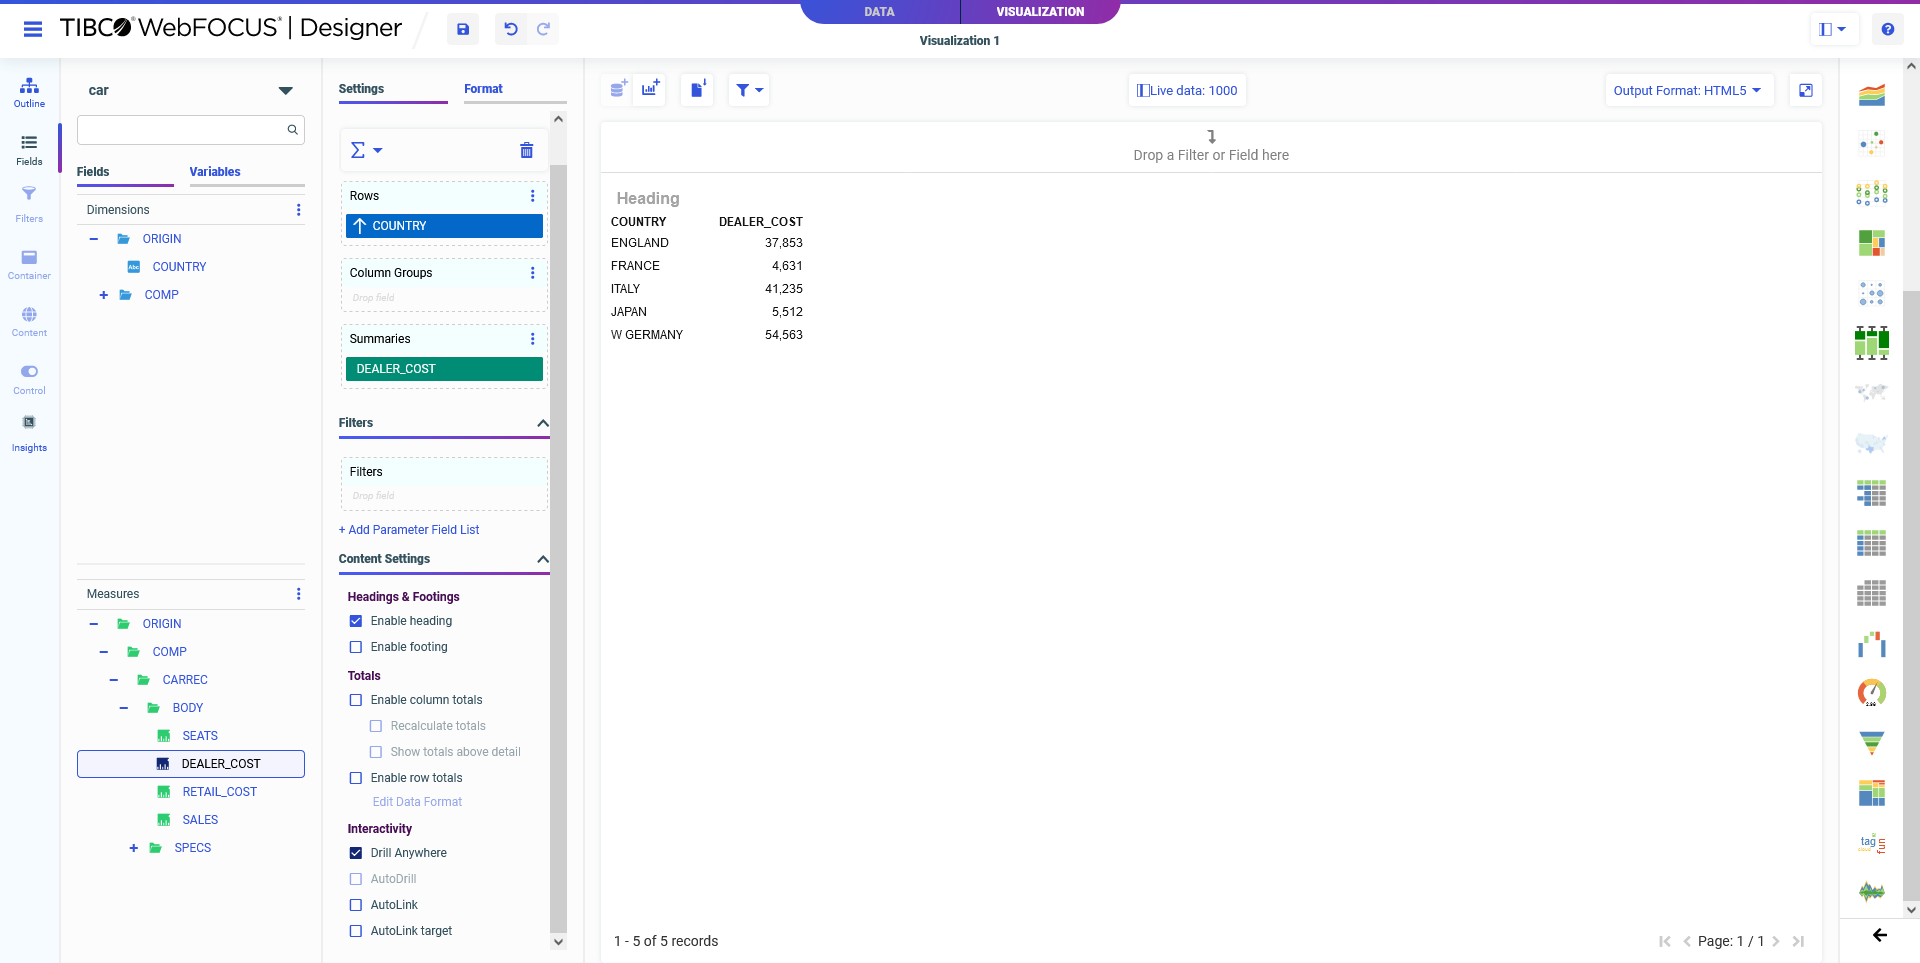 DATA
VISUALIZATION
TIBCO WebFOCUS® | Designer
Visualization 1
Outline
Fields
Filters
Container
Content
Control
Insights
car
Fields
Variables
Dimensions
ORIGIN
Abc
COUNTRY
COMP
Measures
ORIGIN
COMP
CARREC
BODY
SEATS
DEALER_COST
RETAIL_COST
SALES
SPECS
Settings
Format
Rows
COUNTRY
Column Groups
Drop field
Summaries
DEALER_COST
Filters
Filters
Drop field
+ Add Parameter Field List
Content Settings
Headings & Footings
Enable heading
Enable footing
Totals
Enable column totals
Recalculate totals
Show totals above detail
Enable row totals
Edit Data Format
Interactivity
Drill Anywhere
AutoDrill
AutoLink
AutoLink target
Live data: 1000
Output Format: HTML5
Drop a Filter or Field here
Heading
COUNTRY DEALER_COST
ENGLAND 37,853
FRANCE 4,631
ITALY 41,235
JAPAN 5,512
W GERMANY 54,563
1 - 5 of 5 records
Page: 1 / 1
tag
fun